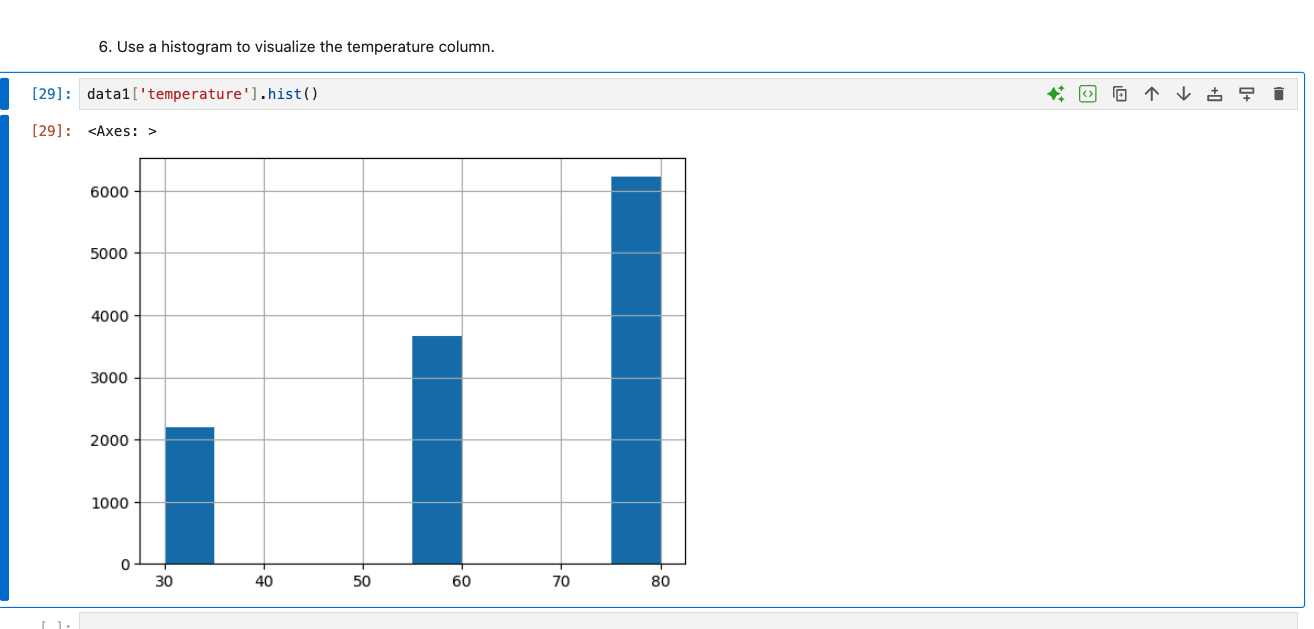 6. Use a histogram to visualize the temperature column.
[29]: data1['temperature'].hist()
[29]: <Axes: >
6000
5000
4000
3000
2000
1000
0
30 40 50 60 70 80
[ ]: